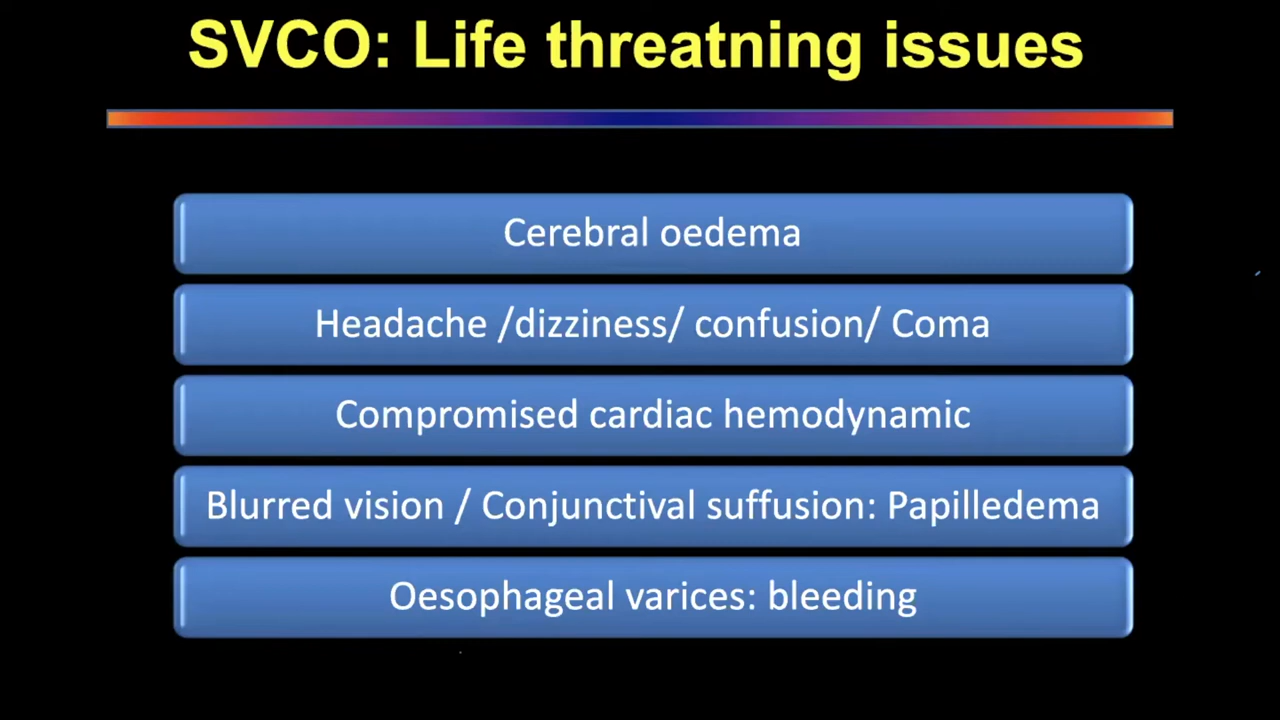 SVCO: Life threatning issues
Cerebral oedema
Headache /dizziness/ confusion/ Coma
Compromised cardiac hemodynamic
Blurred vision / Conjunctival suffusion: Papilledema
Oesophageal varices: bleeding